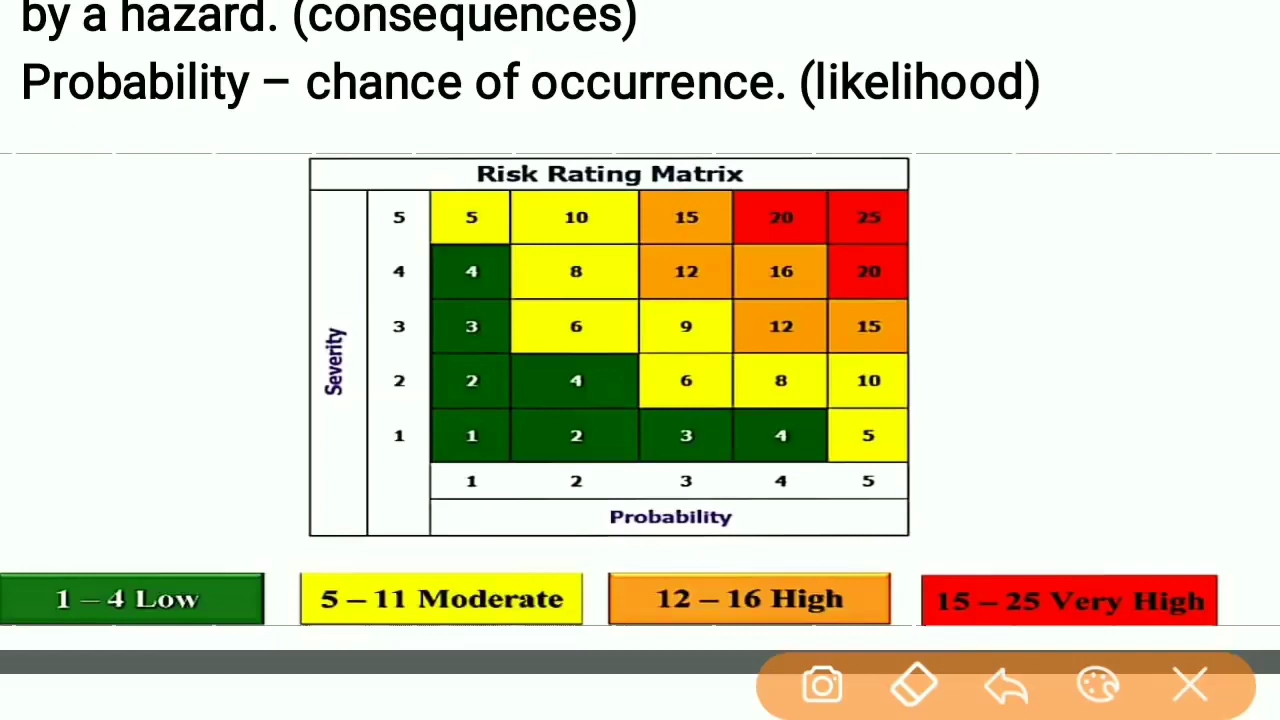 by a hazard. (consequences)
Probability – chance of occurrence. (likelihood)
Risk Rating Matrix
Severity
5 5 10 15 20 25
4 4 8 12 16 20
3 3 6 9 12 15
2 2 4 6 8 10
1 1 2 3 4 5
1 2 3 4 5
Probability
1 – 4 Low
5 – 11 Moderate
12 – 16 High
15 – 25 Very High